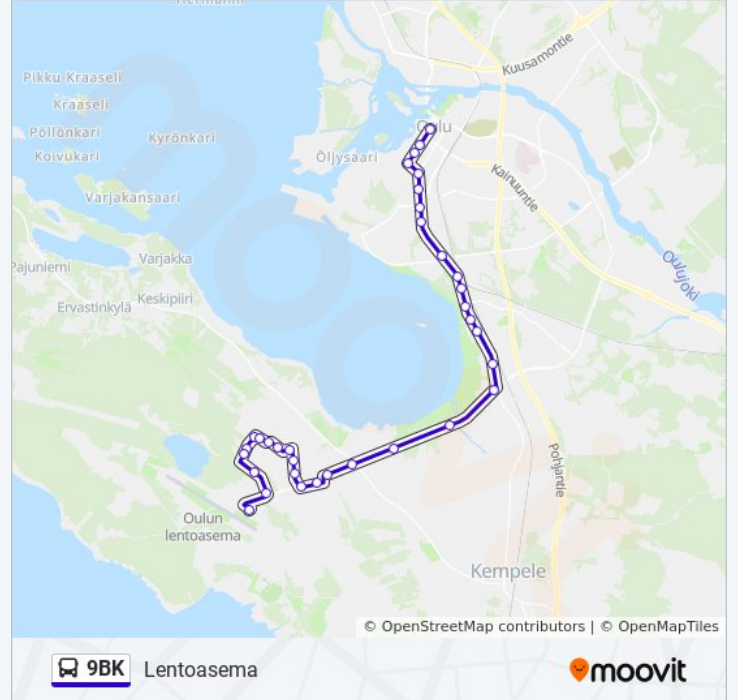 Kuusamontie
Pikku Kraaseli
Kraaseli
Pöllönkari
Kyrönkari
Koivukari
Oulu
Öljysaari
Kainuuntie
Varjakansaari
Varjakka
Pajuniemi
Oulujoki
Keskipiiri
Ervastinkylä
Pohjantie
Oulun
lentoasema
Kempele
© OpenStreetMap contributors | © OpenMapTiles
9BK Lentoasema
moovit